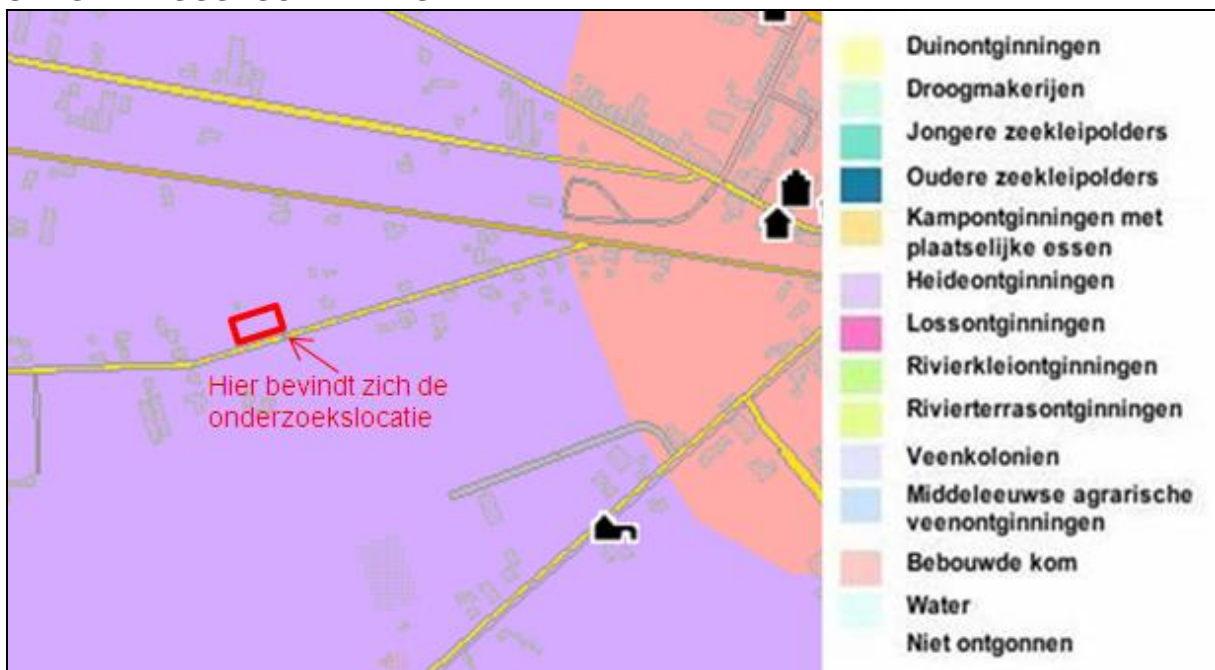 Hier bevindt zich de
onderzoekslocatie
Duinontginningen
Droogmakerijen
Jongere zeekleipolders
Oudere zeekleipolders
Kampontginningen met
plaatselijke essen
Heideontginningen
Lossontginningen
Rivierkleiontginningen
Rivierterrasontginningen
Veenkolonien
Middeleeuwse agrarische
veenontginningen
Bebouwde kom
Water
Niet ontgonnen